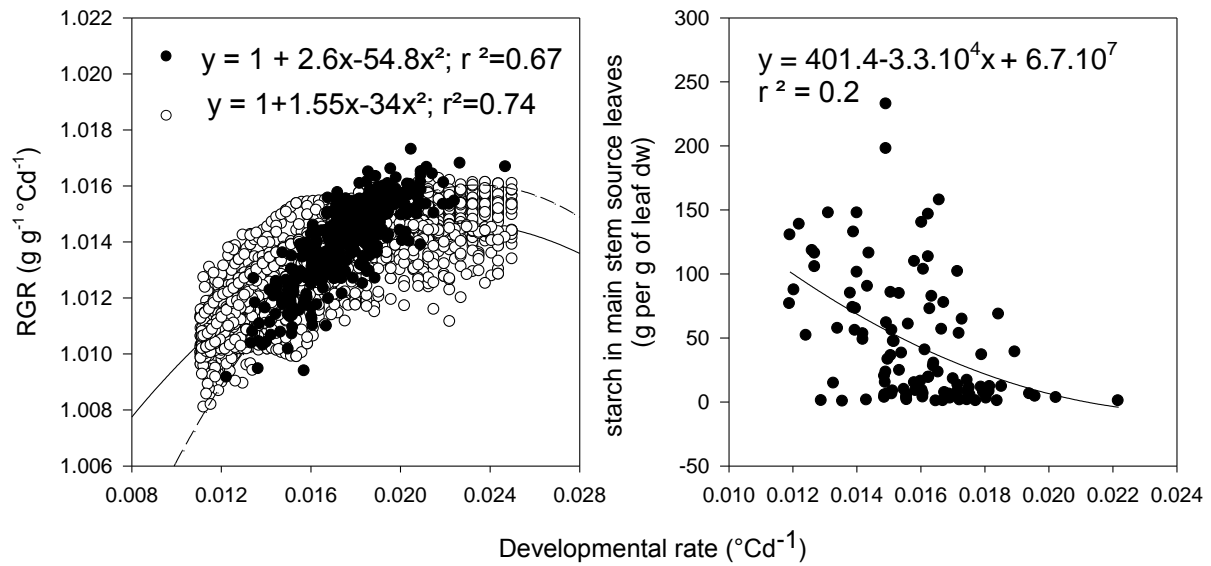 1.022
1.020
1.018
1.016
1.014
1.012
1.010
1.008
1.006
RGR (g g⁻¹ °Cd⁻¹)
y = 1 + 2.6x-54.8x²; r ²=0.67
y = 1+1.55x-34x²; r²=0.74
0.008 0.012 0.016 0.020 0.024 0.028
300
250
200
150
100
50
0
-50
starch in main stem source leaves
(g per g of leaf dw)
y = 401.4-3.3.10⁴x + 6.7.10⁷
r ² = 0.2
0.010 0.012 0.014 0.016 0.018 0.020 0.022 0.024
Developmental rate (°Cd⁻¹)